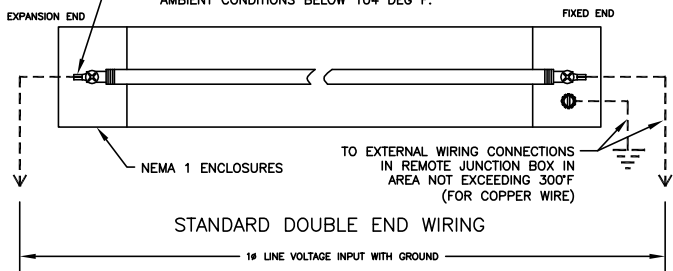 AMBIENT CONDITIONS BELOW 104 DEG F.
EXPANSION END
FIXED END
NEMA 1 ENCLOSURES
TO EXTERNAL WIRING CONNECTIONS
IN REMOTE JUNCTION BOX IN
AREA NOT EXCEEDING 300°F
(FOR COPPER WIRE)
STANDARD DOUBLE END WIRING
1ø LINE VOLTAGE INPUT WITH GROUND